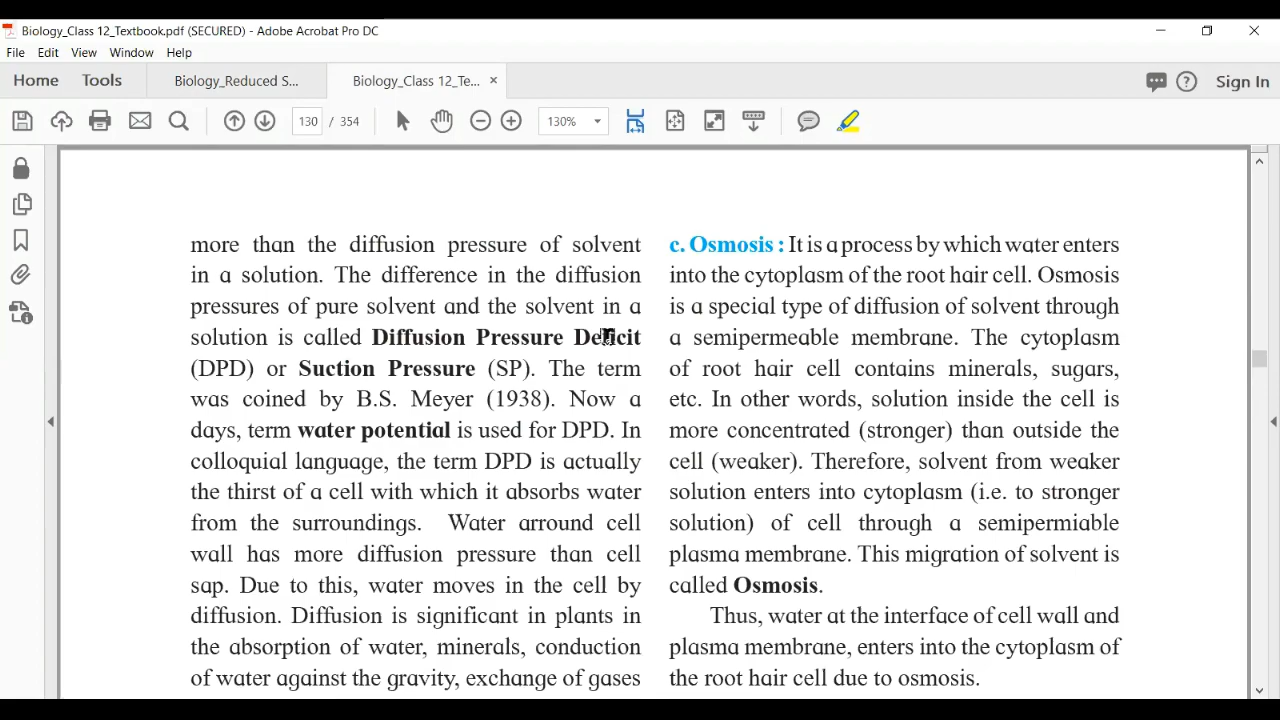 Biology_Class 12_Textbook.pdf (SECURED) - Adobe Acrobat Pro DC
File Edit View Window Help
Home Tools Biology_Reduced S... Biology_Class 12_Te... × Sign In
130 / 354 130%
more than the diffusion pressure of solvent
in a solution. The difference in the diffusion
pressures of pure solvent and the solvent in a
solution is called Diffusion Pressure Deficit
(DPD) or Suction Pressure (SP). The term
was coined by B.S. Meyer (1938). Now a
days, term water potential is used for DPD. In
colloquial language, the term DPD is actually
the thirst of a cell with which it absorbs water
from the surroundings. Water arround cell
wall has more diffusion pressure than cell
sap. Due to this, water moves in the cell by
diffusion. Diffusion is significant in plants in
the absorption of water, minerals, conduction
of water against the gravity, exchange of gases
c. Osmosis : It is a process by which water enters
into the cytoplasm of the root hair cell. Osmosis
is a special type of diffusion of solvent through
a semipermeable membrane. The cytoplasm
of root hair cell contains minerals, sugars,
etc. In other words, solution inside the cell is
more concentrated (stronger) than outside the
cell (weaker). Therefore, solvent from weaker
solution enters into cytoplasm (i.e. to stronger
solution) of cell through a semipermiable
plasma membrane. This migration of solvent is
called Osmosis.
Thus, water at the interface of cell wall and
plasma membrane, enters into the cytoplasm of
the root hair cell due to osmosis.